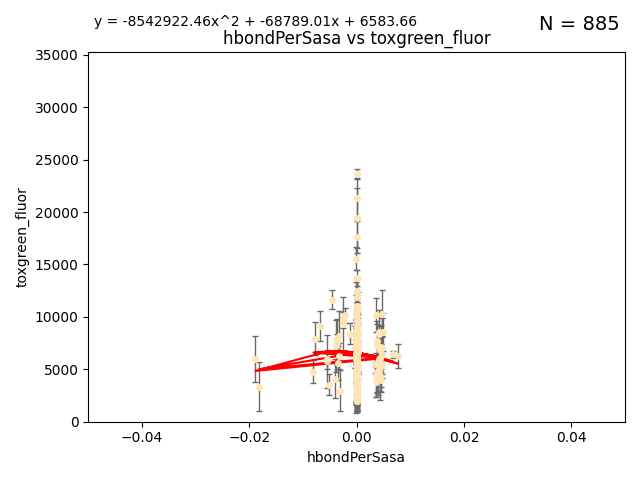 y = -8542922.46x^2 + -68789.01x + 6583.66
N = 885
hbondPerSasa vs toxgreen_fluor
35000
30000
25000
20000
15000
10000
5000
0
toxgreen_fluor
−0.04
−0.02
0.00
0.02
0.04
hbondPerSasa